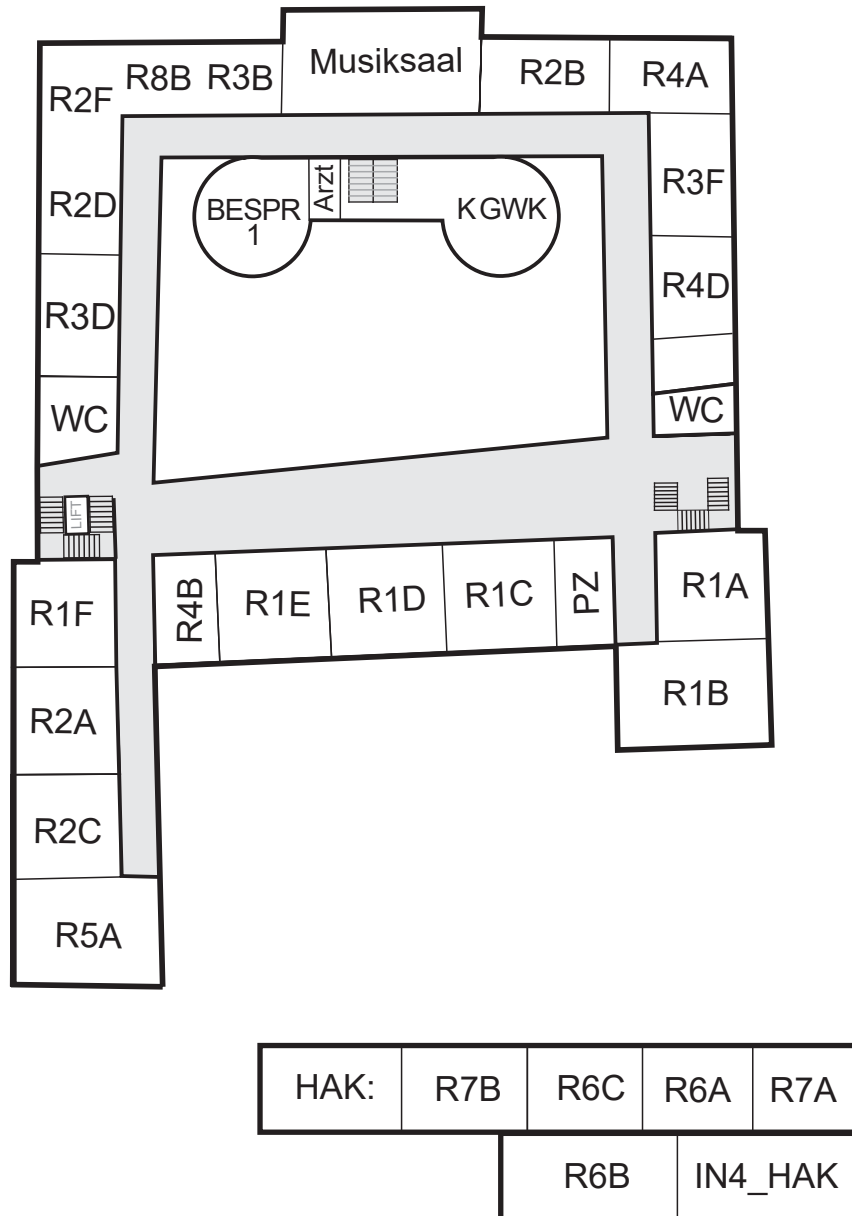 Musiksaal
R8B R3B
R2B
R4A
R2F
Arzt
R3F
R2D
BESPR
1
KGWK
R3D
R4D
WC
WC
LIFT
R1F
R4B
R1E
R1D
R1C
PZ
R1A
R2A
R1B
R2C
R5A
HAK:
R7B
R6C
R6A
R7A
R6B
IN4_HAK